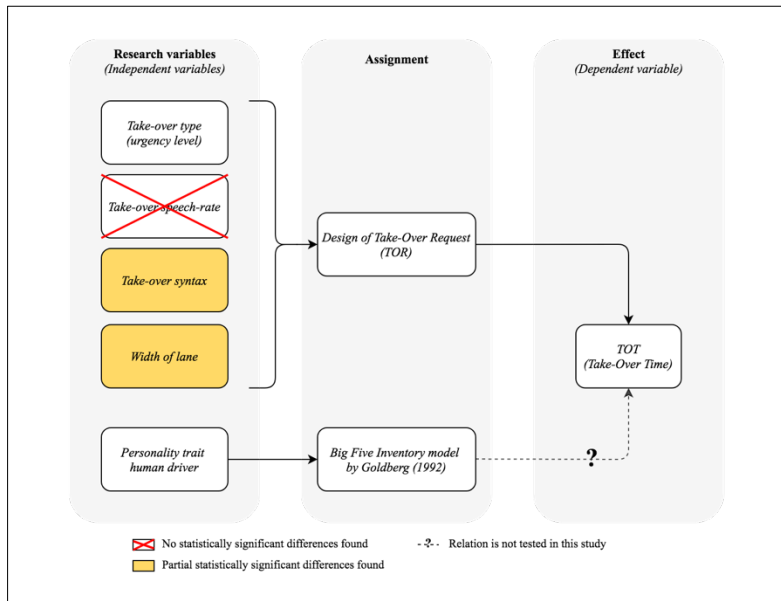 Research variables
(Independent variables)
Assignment
Effect
(Dependent variable)
Take-over type
(urgency level)
Take-over speech-rate
Take-over syntax
Width of lane
Design of Take-Over Request
(TOR)
TOT
(Take-Over Time)
Personality trait
human driver
Big Five Inventory model
by Goldberg (1992)
?
No statistically significant differences found
-?- Relation is not tested in this study
Partial statistically significant differences found